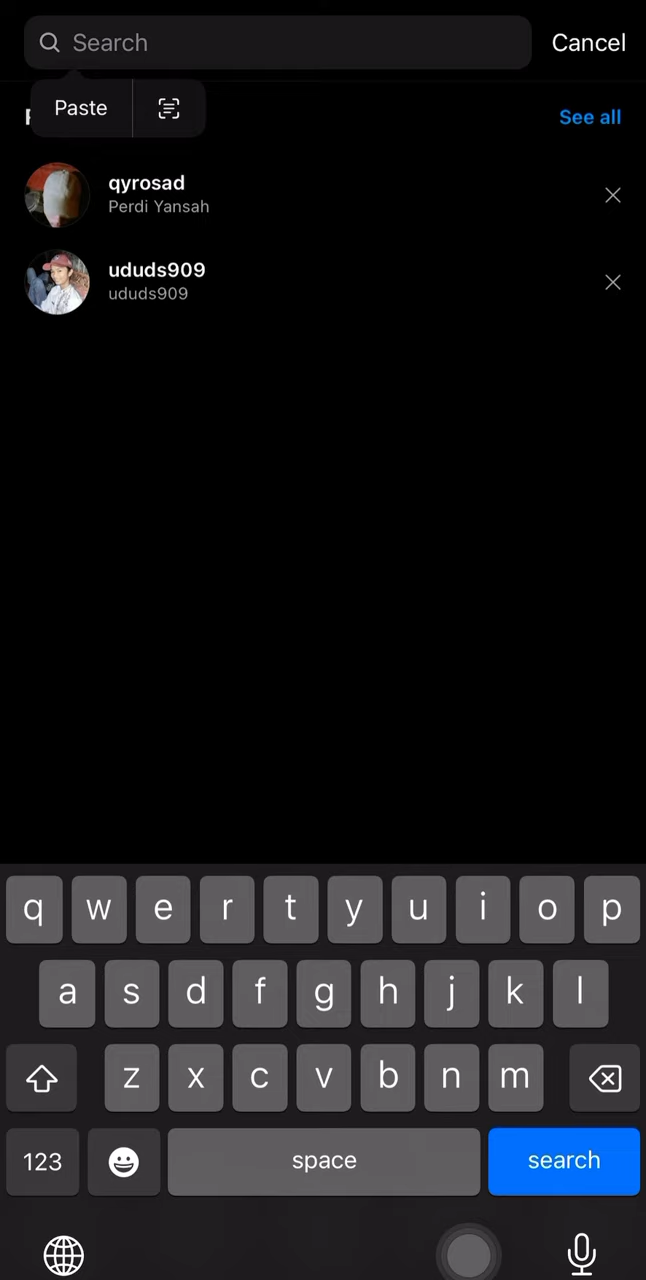 Search
Cancel
Paste
See all
qyrosad
Perdi Yansah
ududs909
ududs909
q w e r t y u i o p
a s d f g h j k l
z x c v b n m
123 space search